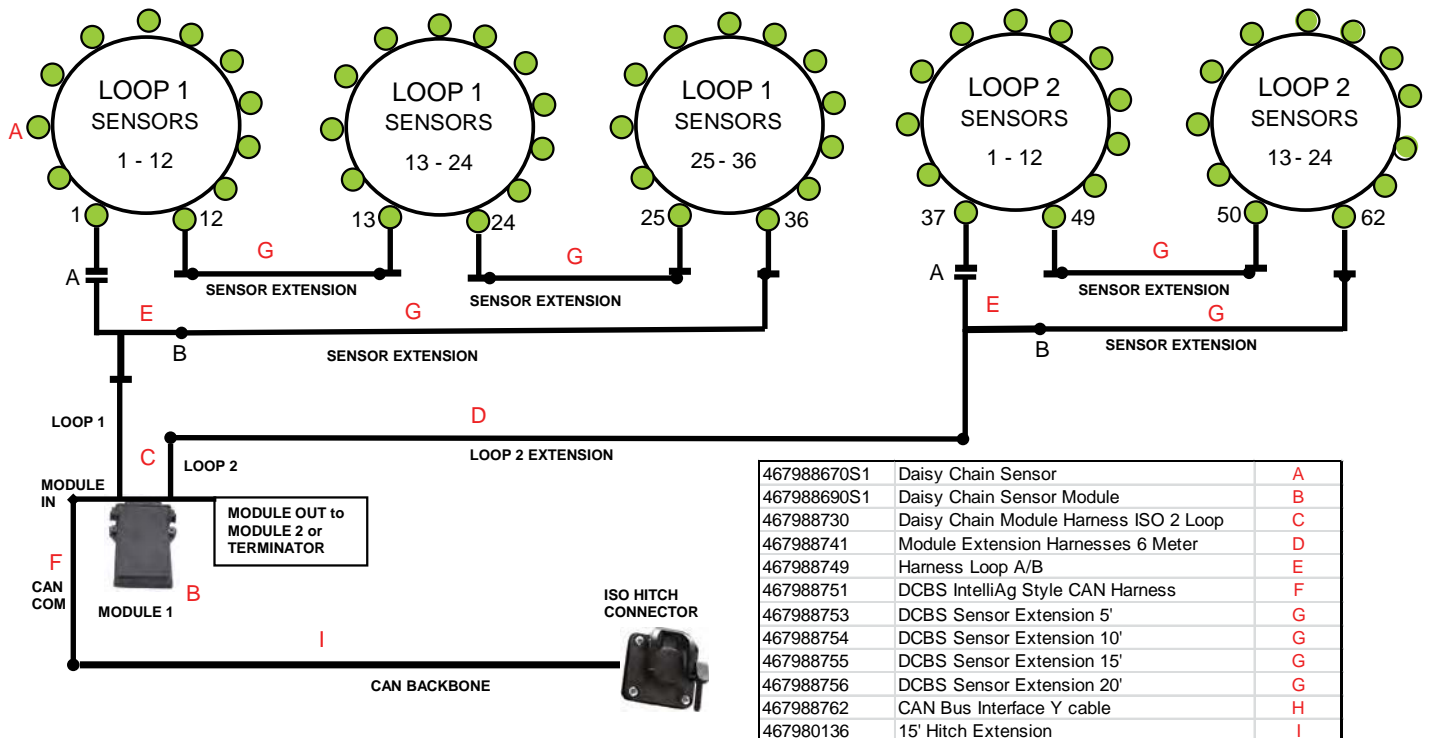 LOOP 1
SENSORS
1 - 12
LOOP 1
SENSORS
13 - 24
LOOP 1
SENSORS
25 - 36
LOOP 2
SENSORS
1 - 12
LOOP 2
SENSORS
13 - 24
A
1
12
13
24
25
36
37
49
50
62
A
G
SENSOR EXTENSION
G
SENSOR EXTENSION
A
G
SENSOR EXTENSION
E
B
G
SENSOR EXTENSION
E
B
G
SENSOR EXTENSION
LOOP 1
C
LOOP 2
D
LOOP 2 EXTENSION
MODULE
IN
MODULE OUT to
MODULE 2 or
TERMINATOR
F
CAN
COM
MODULE 1
B
I
CAN BACKBONE
ISO HITCH
CONNECTOR
467988670S1 Daisy Chain Sensor A
467988690S1 Daisy Chain Sensor Module B
467988730 Daisy Chain Module Harness ISO 2 Loop C
467988741 Module Extension Harnesses 6 Meter D
467988749 Harness Loop A/B E
467988751 DCBS IntelliAg Style CAN Harness F
467988753 DCBS Sensor Extension 5' G
467988754 DCBS Sensor Extension 10' G
467988755 DCBS Sensor Extension 15' G
467988756 DCBS Sensor Extension 20' G
467988762 CAN Bus Interface Y cable H
467980136 15' Hitch Extension I